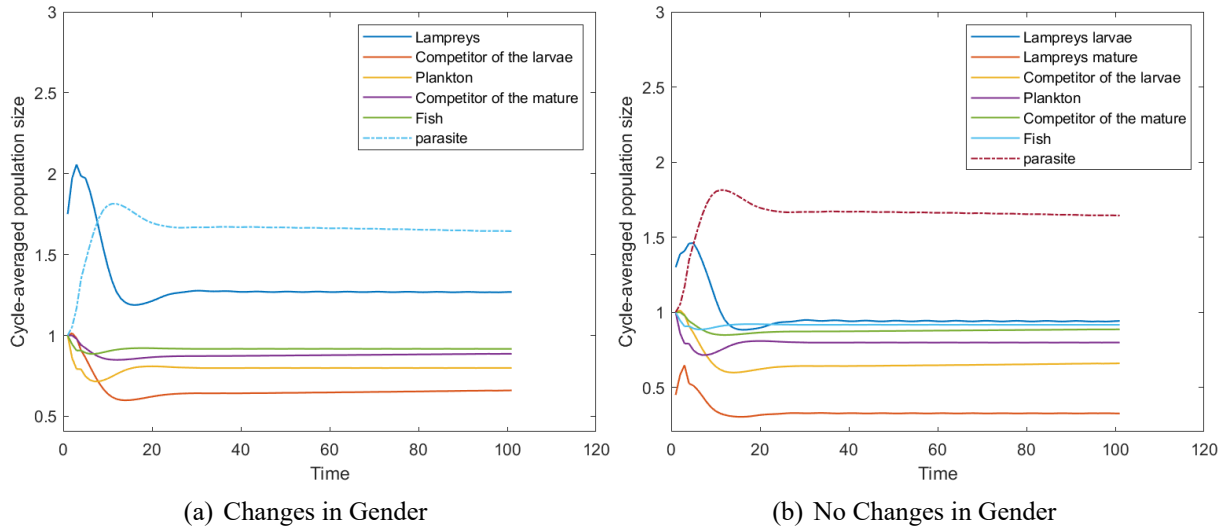 3
2.5
2
1.5
1
0.5
0
20
40
60
80
100
120
Cycle-averaged population size
Time
Lampreys
Competitor of the larvae
Plankton
Competitor of the mature
Fish
parasite
(a) Changes in Gender
3
2.5
2
1.5
1
0.5
0
20
40
60
80
100
120
Cycle-averaged population size
Time
Lampreys larvae
Lampreys mature
Competitor of the larvae
Plankton
Competitor of the mature
Fish
parasite
(b) No Changes in Gender